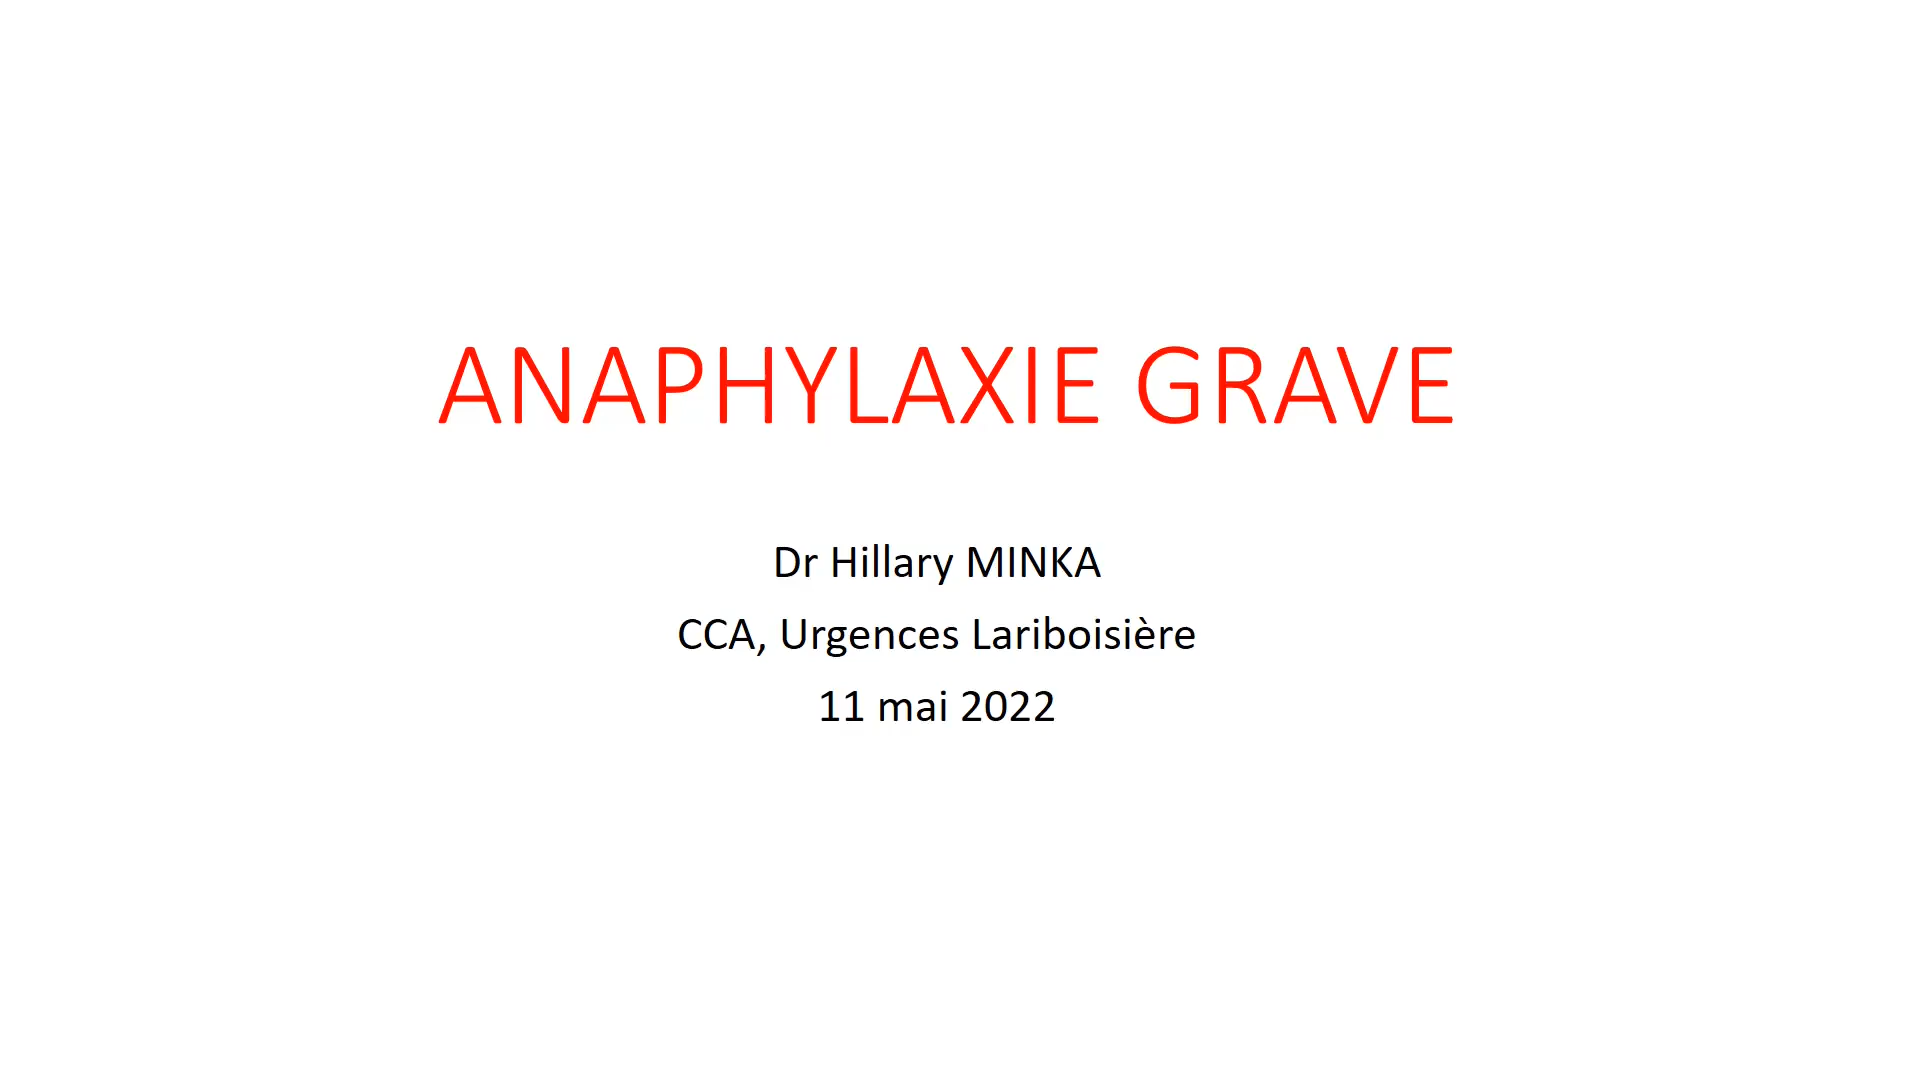 ANAPHYLAXIE GRAVE
Dr Hillary MINKA
CCA, Urgences Lariboisière
11 mai 2022